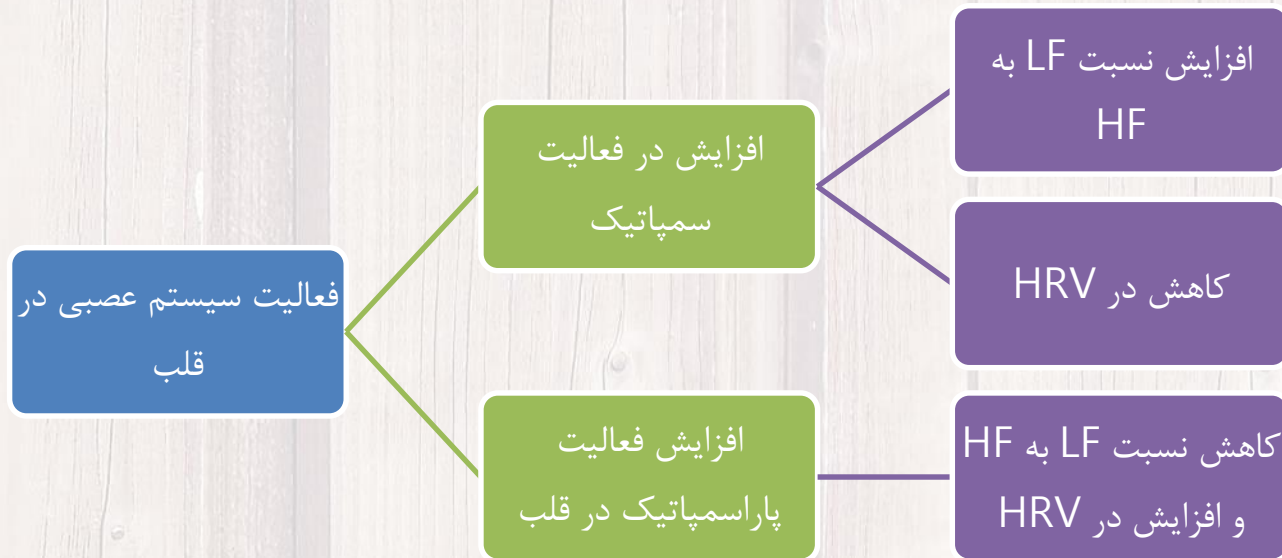 فعالیت سیستم عصبی در
قلب
افزایش در فعالیت
سمپاتیک
افزایش نسبت LF به
HF
کاهش در HRV
افزایش فعالیت
پاراسمپاتیک در قلب
کاهش نسبت LF به HF
و افزایش در HRV